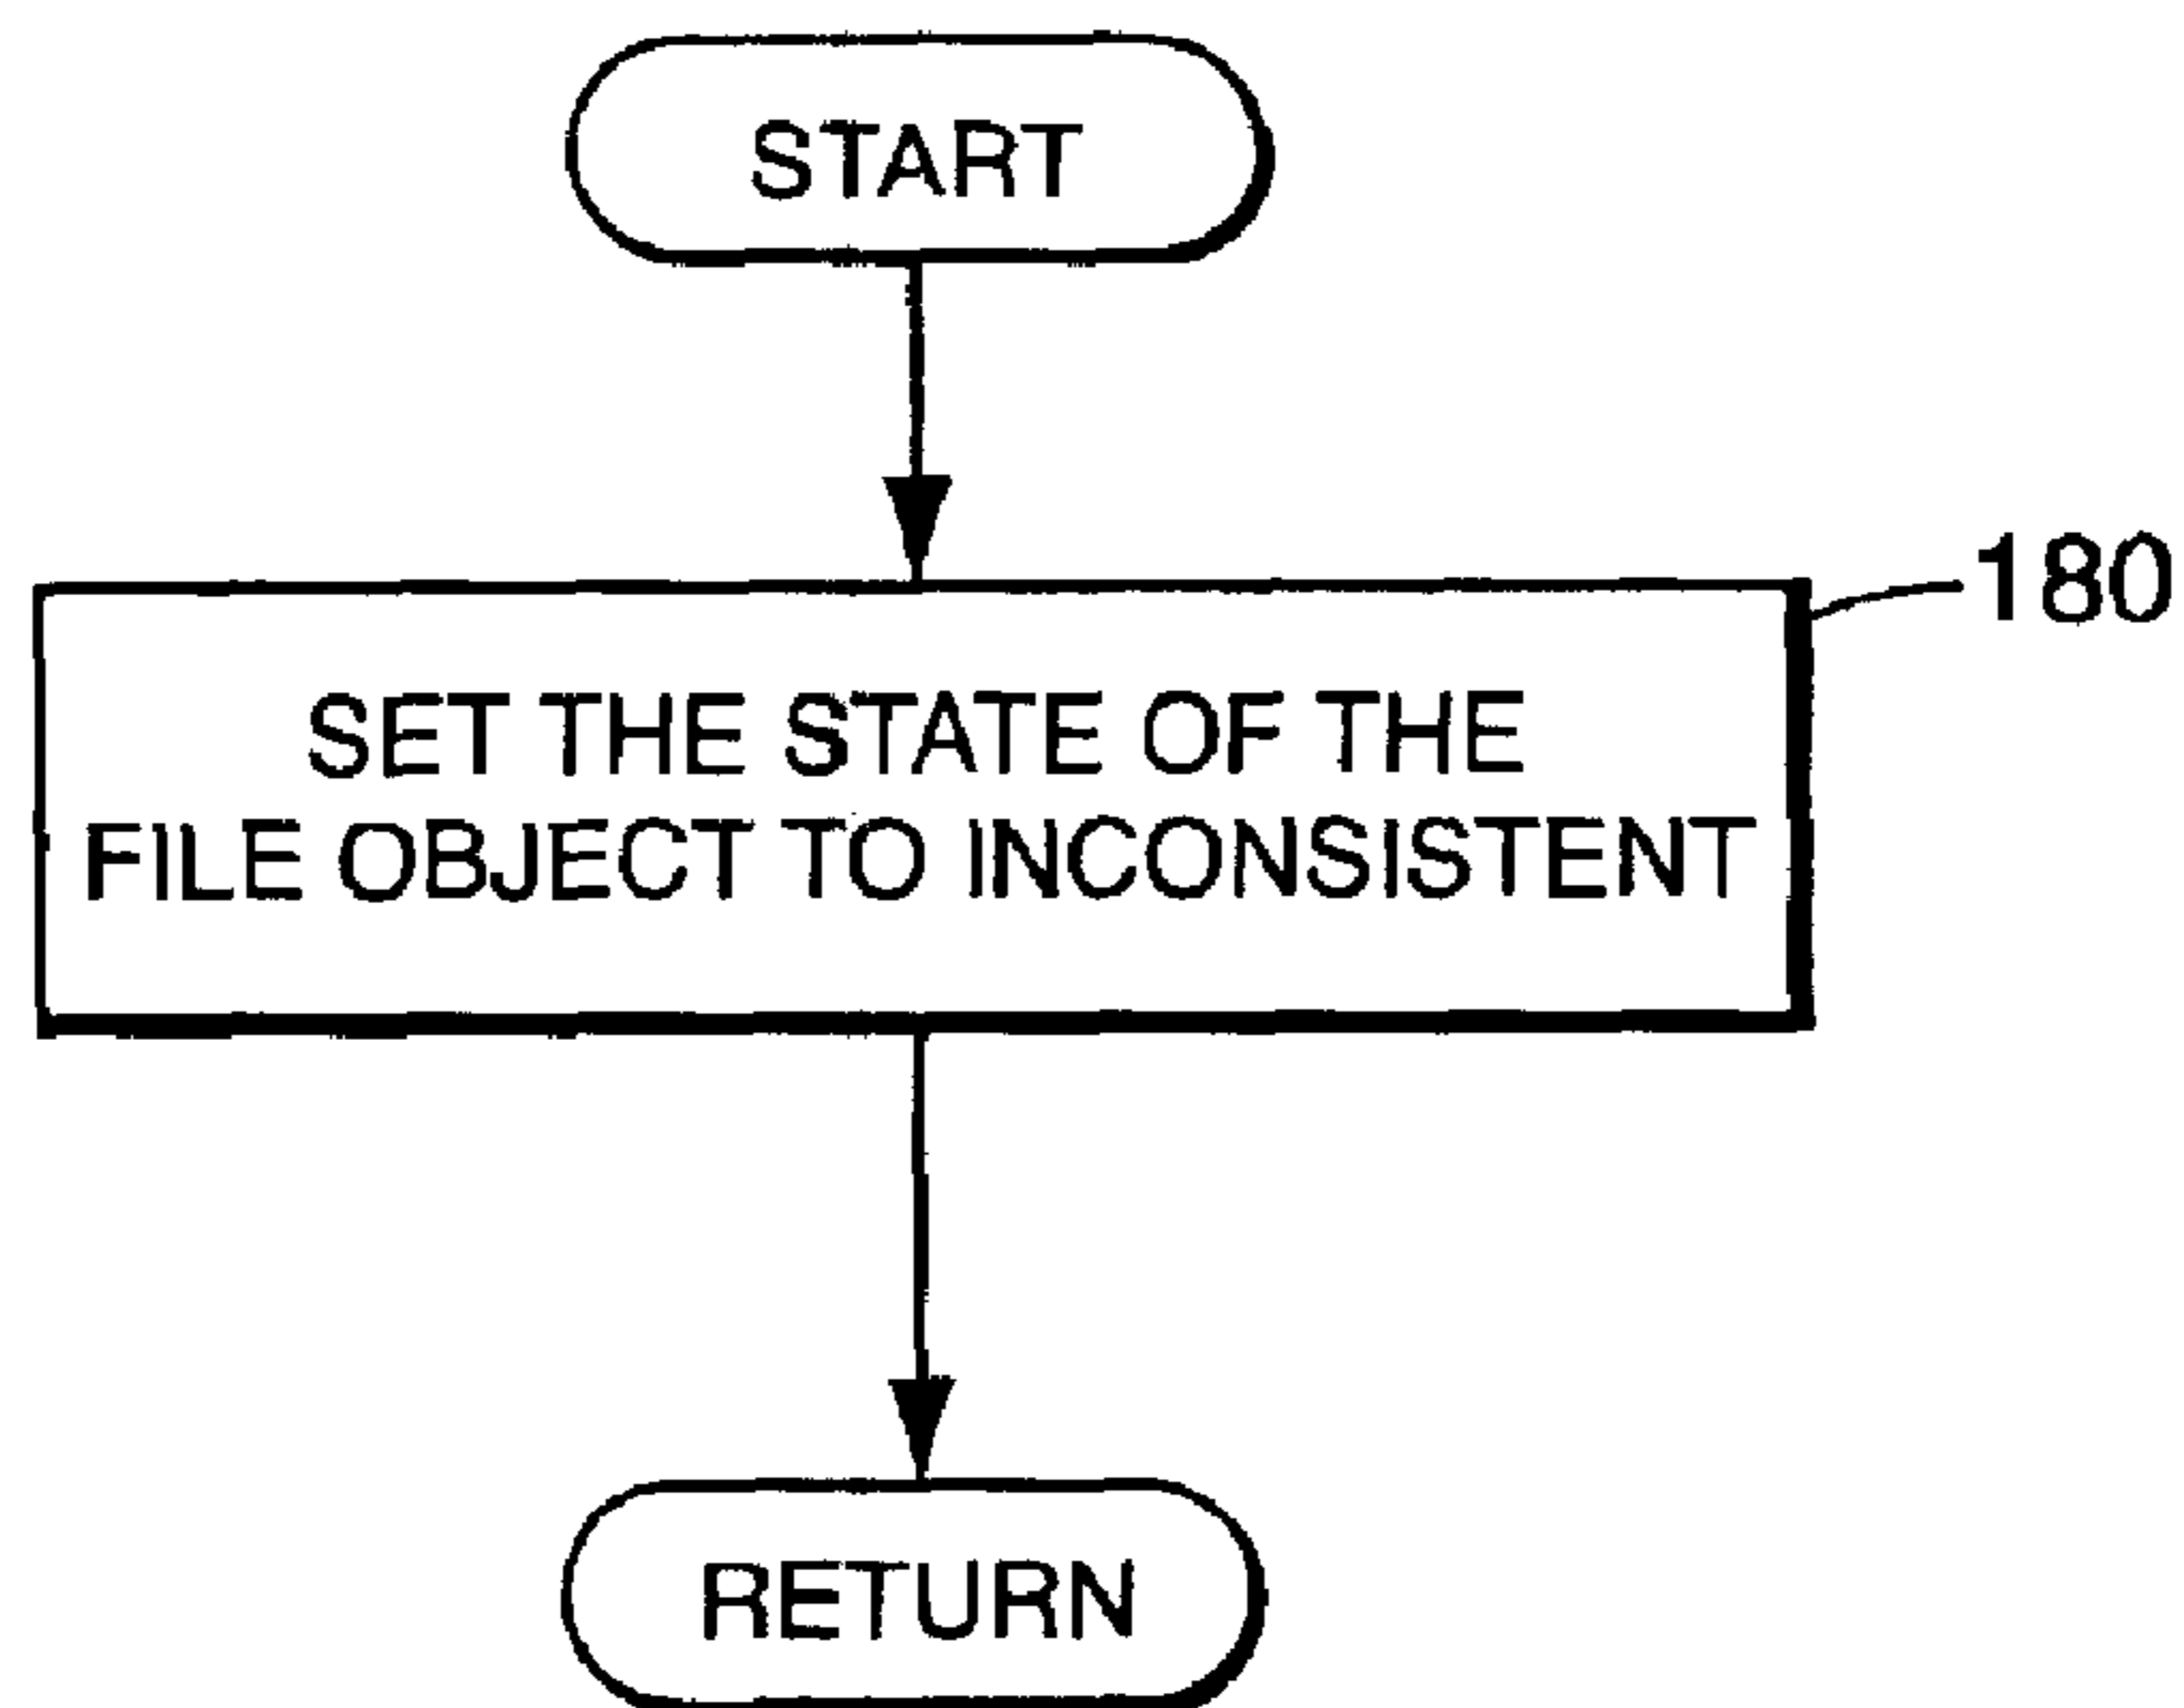 START
180
SET THE STATE OF THE
FILE OBJECT TO INCONSISTENT
RETURN